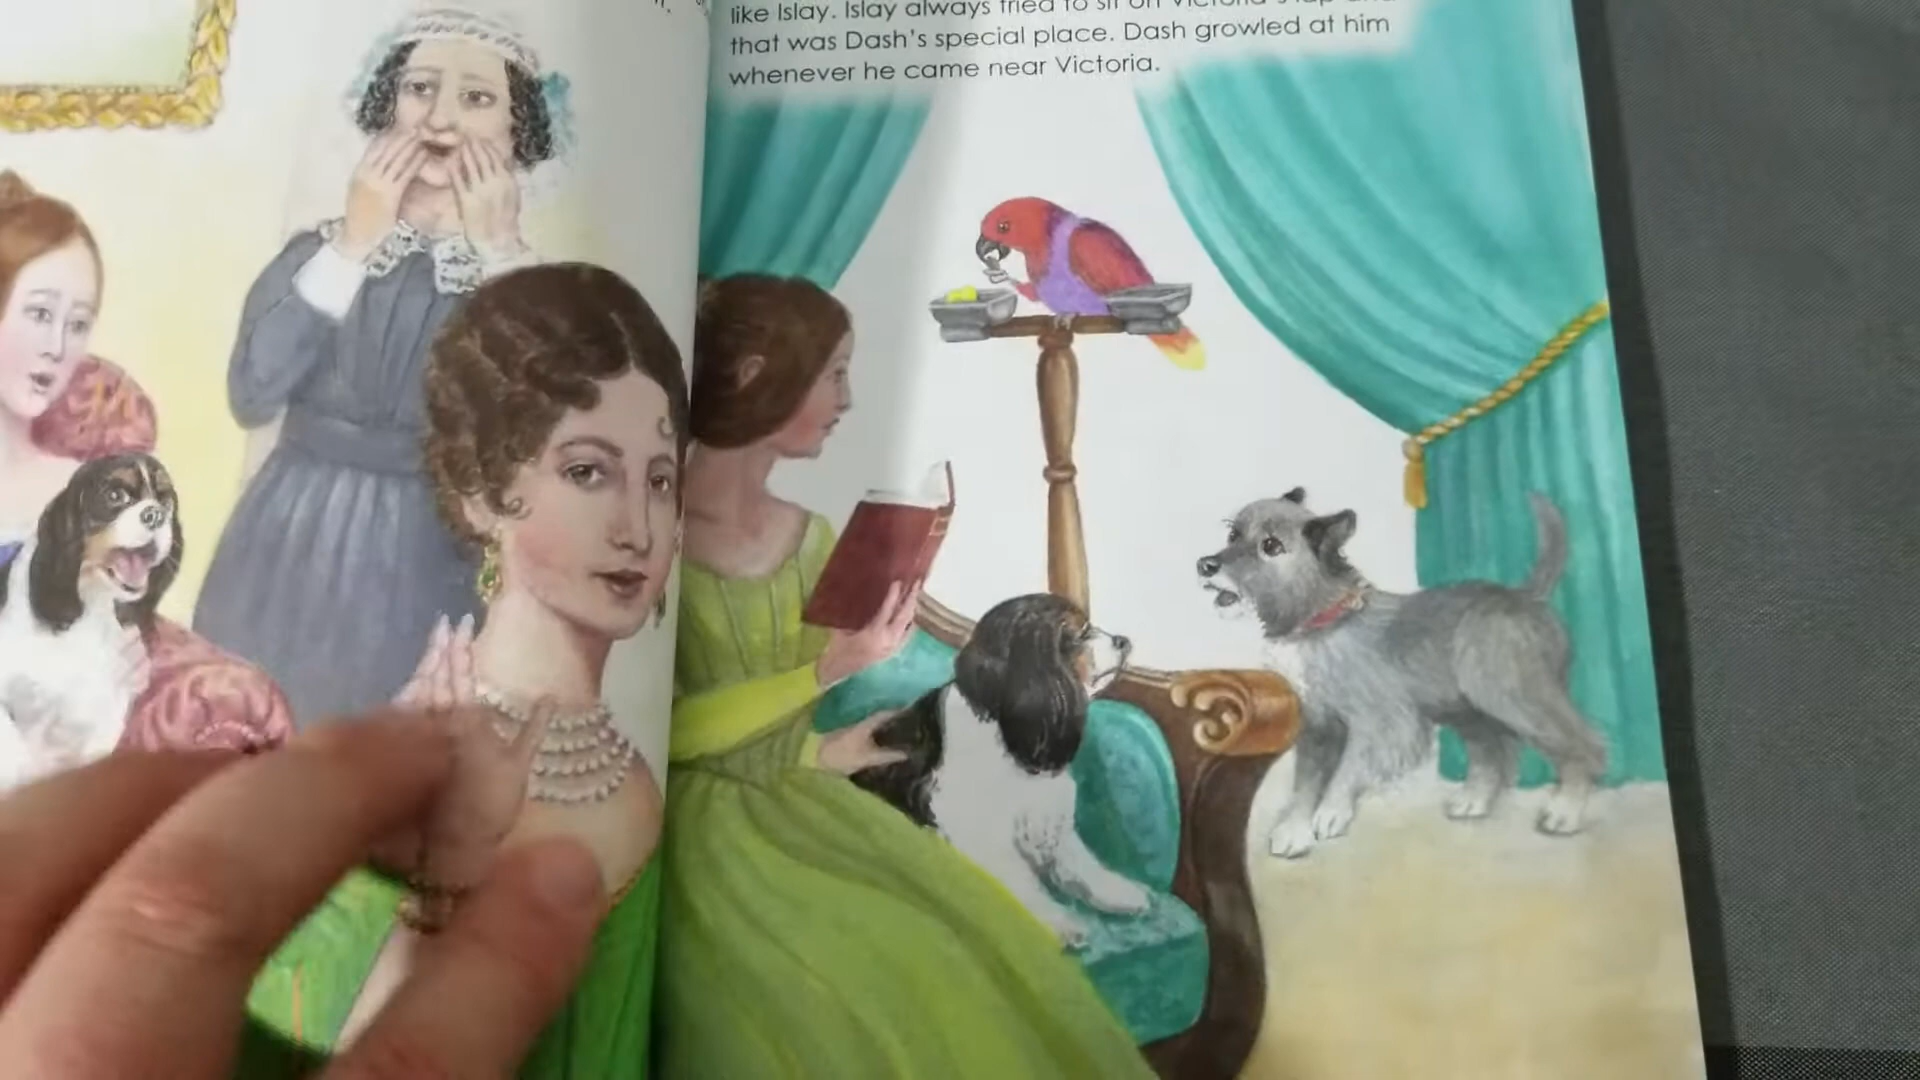 like Islay. Islay always tried to sit on Victoria's lap and
that was Dash's special place. Dash growled at him
whenever he came near Victoria.